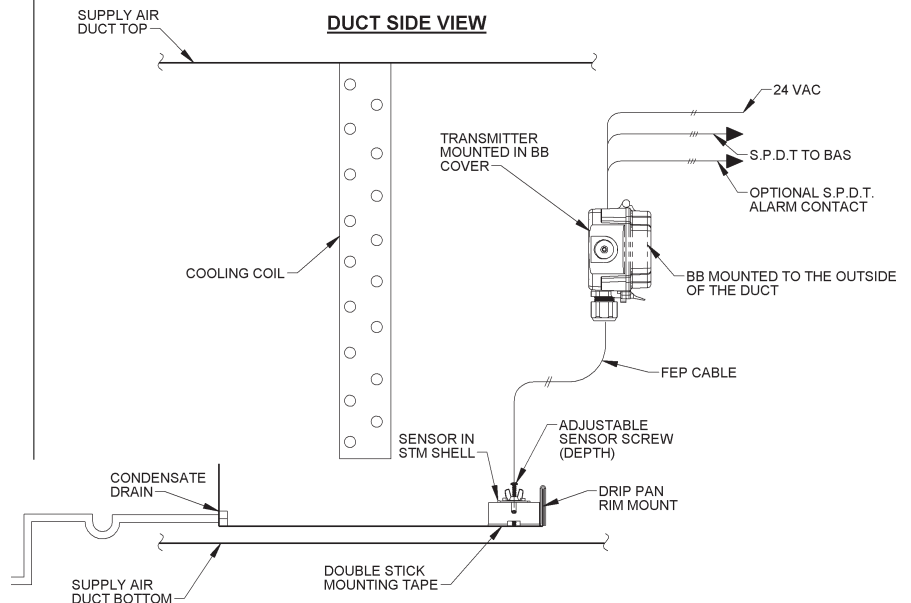 SUPPLY AIR
DUCT TOP
DUCT SIDE VIEW
24 VAC
TRANSMITTER
MOUNTED IN BB
COVER
S.P.D.T TO BAS
OPTIONAL S.P.D.T.
ALARM CONTACT
COOLING COIL
BB MOUNTED TO THE OUTSIDE
OF THE DUCT
FEP CABLE
SENSOR IN
STM SHELL
ADJUSTABLE
SENSOR SCREW
(DEPTH)
CONDENSATE
DRAIN
DRIP PAN
RIM MOUNT
SUPPLY AIR
DUCT BOTTOM
DOUBLE STICK
MOUNTING TAPE